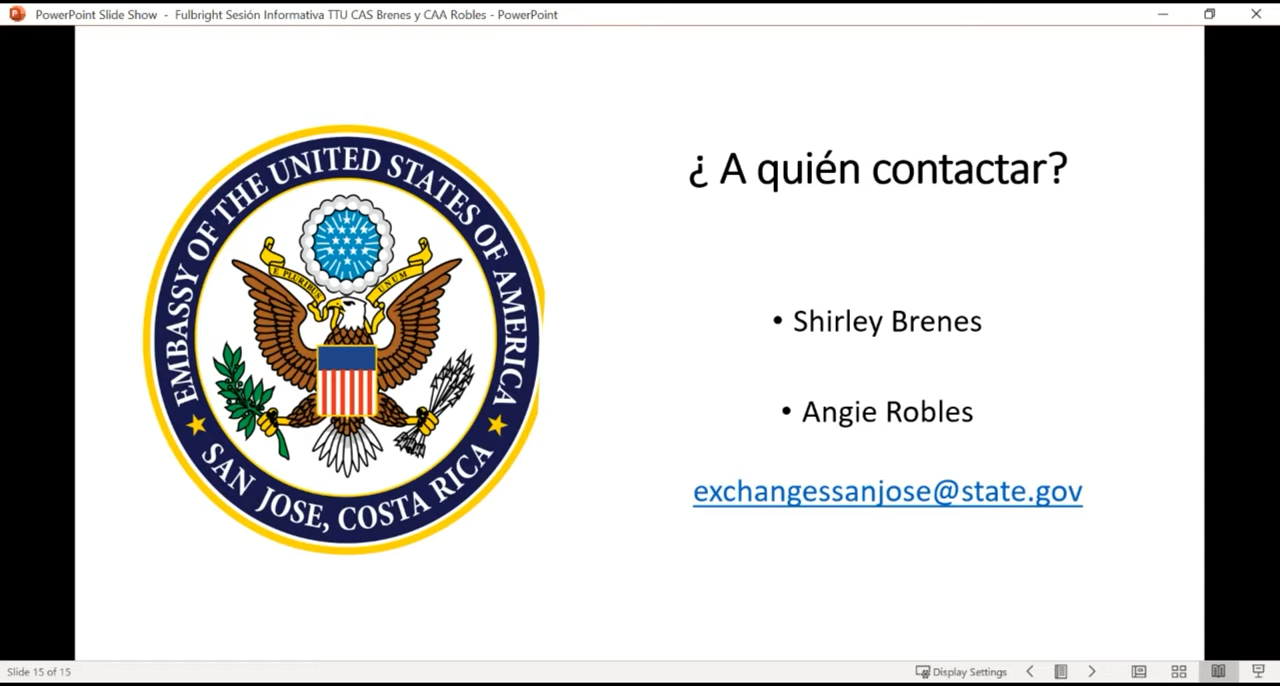 PowerPoint Slide Show - Fulbright Sesión Informativa TTU CAS Brenes y CAA Robles - PowerPoint
EMBASSY OF THE UNITED STATES OF AMERICA
E PLURIBUS UNUM
SAN JOSE, COSTA RICA
¿ A quién contactar?
• Shirley Brenes
• Angie Robles
exchangessanjose@state.gov
Slide 15 of 15
Display Settings